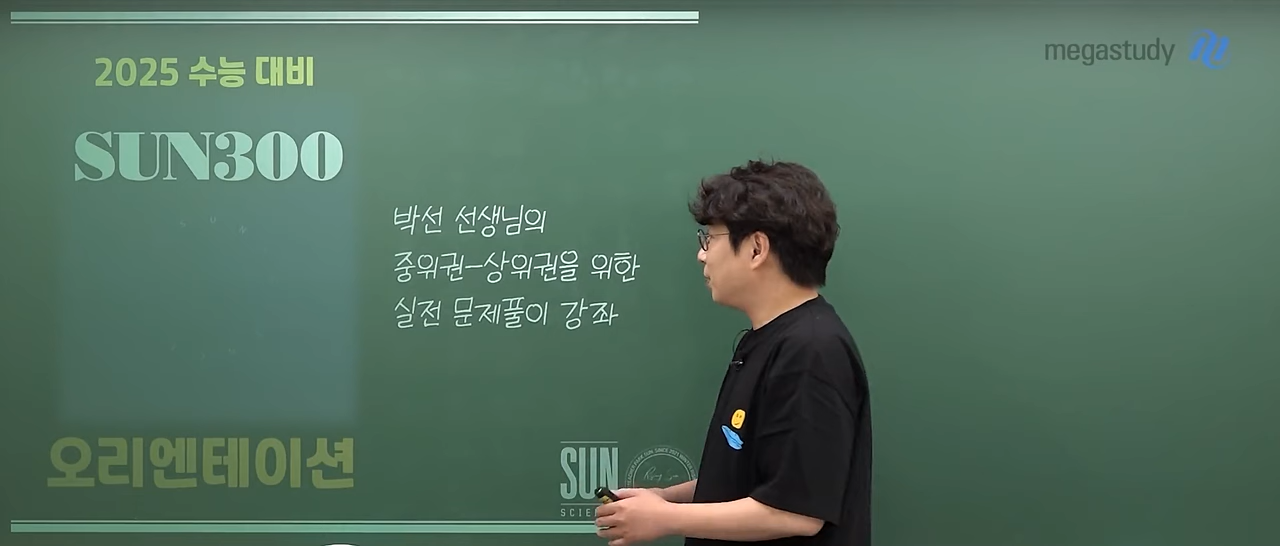 2025 수능 대비
megastudy
SUN300
박선 선생님의
중위권-상위권을 위한
실전 문제풀이 강좌
오리엔테이션
SUN